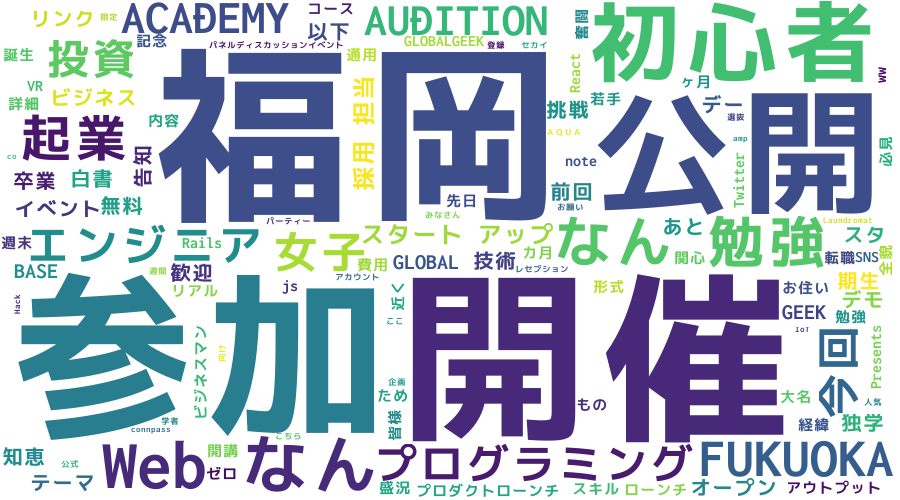 リンク
限定
ACADEMY
コース
AUDITION
初心者
記念
以下
奮闘
誕生
投資
パネルディスカッションイベント
GLOBALGEEK
登録
セカイ
通用
VR
ビジネス
詳細
福岡
担当
React
ヶ月
ww
公開
起業
内容
挑戦
若手
デー
選抜
AQUA
amp
co
告知
採用
note
Twitter
必見
卒業
白書
イベント
無料
先日
前回
お願い
みなさん
パーティー
あと
Laundromat
週末
エンジニア
Rails
女子
スタートアップ
なん
勉強
スタ
カ月
関心
転職
SNS
全貌
BASE
週間
歓迎
費用
GLOBAL
技術
レセプション
アカウント
リアル
js
近く
形式
お住い
期生
デモ
Hack
参加
開催
GEEK
勉強
IoT
ここ
今回
Presents
ビジネスマン
向け
企画
ため
もの
大名
人気
学者
connpass
皆様
経緯
独学
こちら
知恵
公式
テーマ
Web
ゼロ
開講
なん
プログラミング
FUKUOKA
盛況
プロダクトローンチ
スキル
ローンチ
オープン
アウトプット